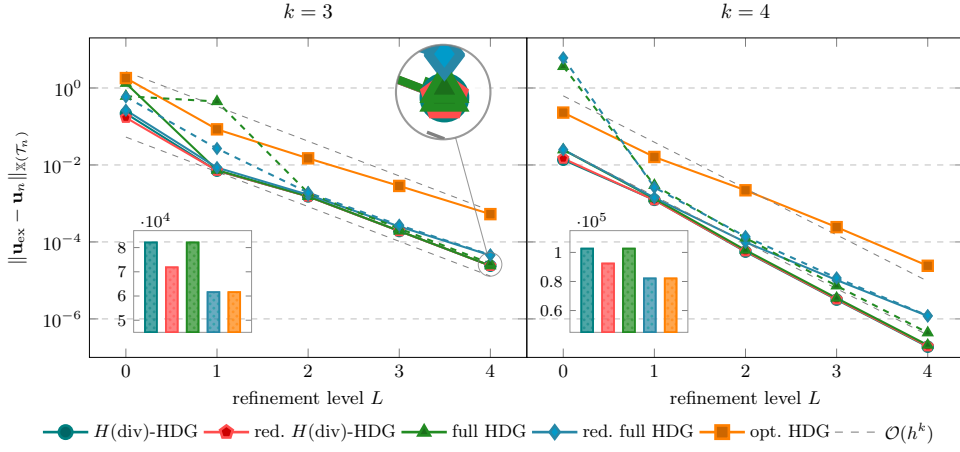 k = 3
k = 4
‖u_ex − u_n‖_𝕏(𝒯_n)
10^0
10^−2
10^−4
10^−6
·10^4
8
7
6
5
·10^5
1
0.8
0.6
0 1 2 3 4
0 1 2 3 4
refinement level L
refinement level L
H(div)-HDG red. H(div)-HDG full HDG red. full HDG opt. HDG 𝒪(h^k)